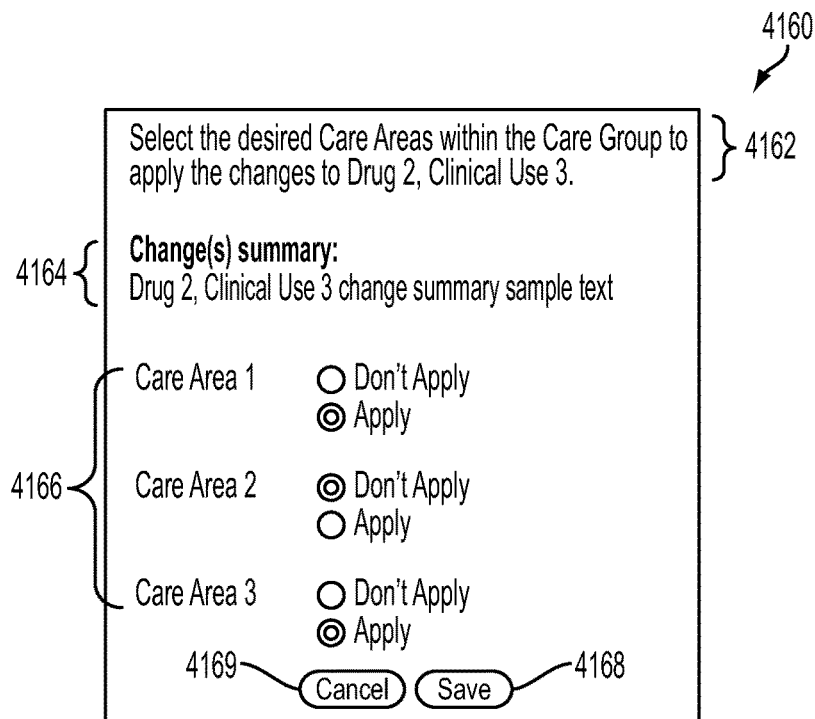 4160
Select the desired Care Areas within the Care Group to
apply the changes to Drug 2, Clinical Use 3.
4162
Change(s) summary:
4164
Drug 2, Clinical Use 3 change summary sample text
Care Area 1
Don't Apply
Apply
4166
Care Area 2
Don't Apply
Apply
Care Area 3
Don't Apply
Apply
4169
Cancel
Save
4168